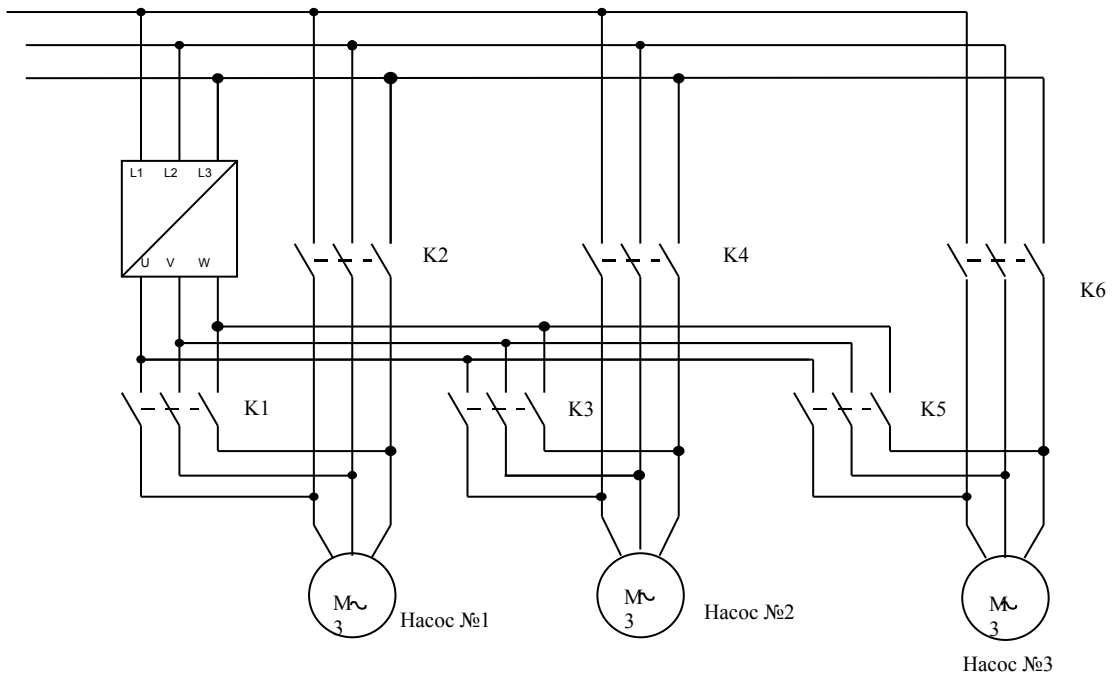 L1 L2 L3
U V W
K2
K4
K6
K1
K3
K5
M~
3
Насос №1
M~
3
Насос №2
M~
3
Насос №3